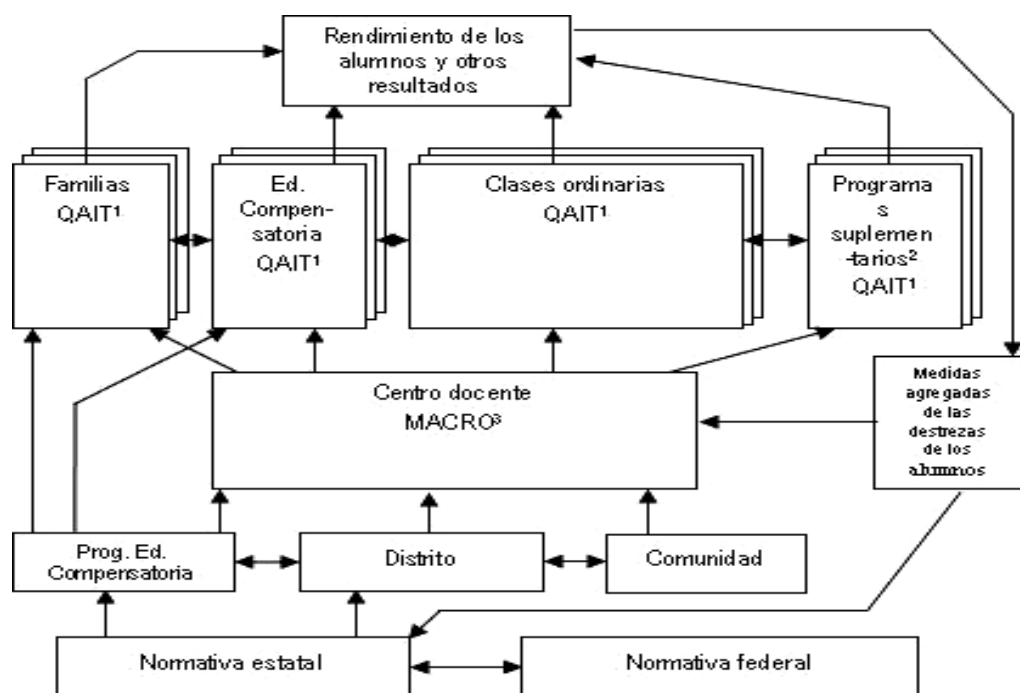 Rendimiento de los
alumnos y otros
resultados
Familias
QAIT¹
Ed.
Compen-
satoria
QAIT¹
Clases ordinarias
QAIT¹
Programa
s
suplemen
-tarios²
QAIT¹
Centro docente
MACRO³
Medidas
agregadas
de las
destrezas
de los
alumnos
Prog. Ed.
Compensatoria
Distrito
Comunidad
Normativa estatal
Normativa federal